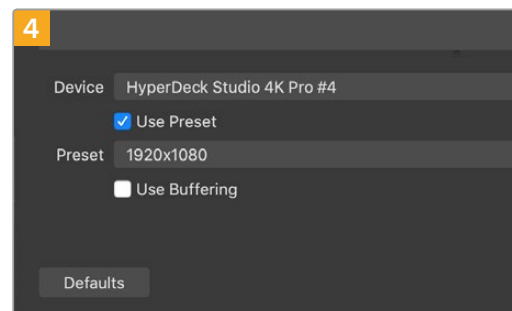 4
Device HyperDeck Studio 4K Pro #4
Use Preset
Preset 1920x1080
Use Buffering
Defaults